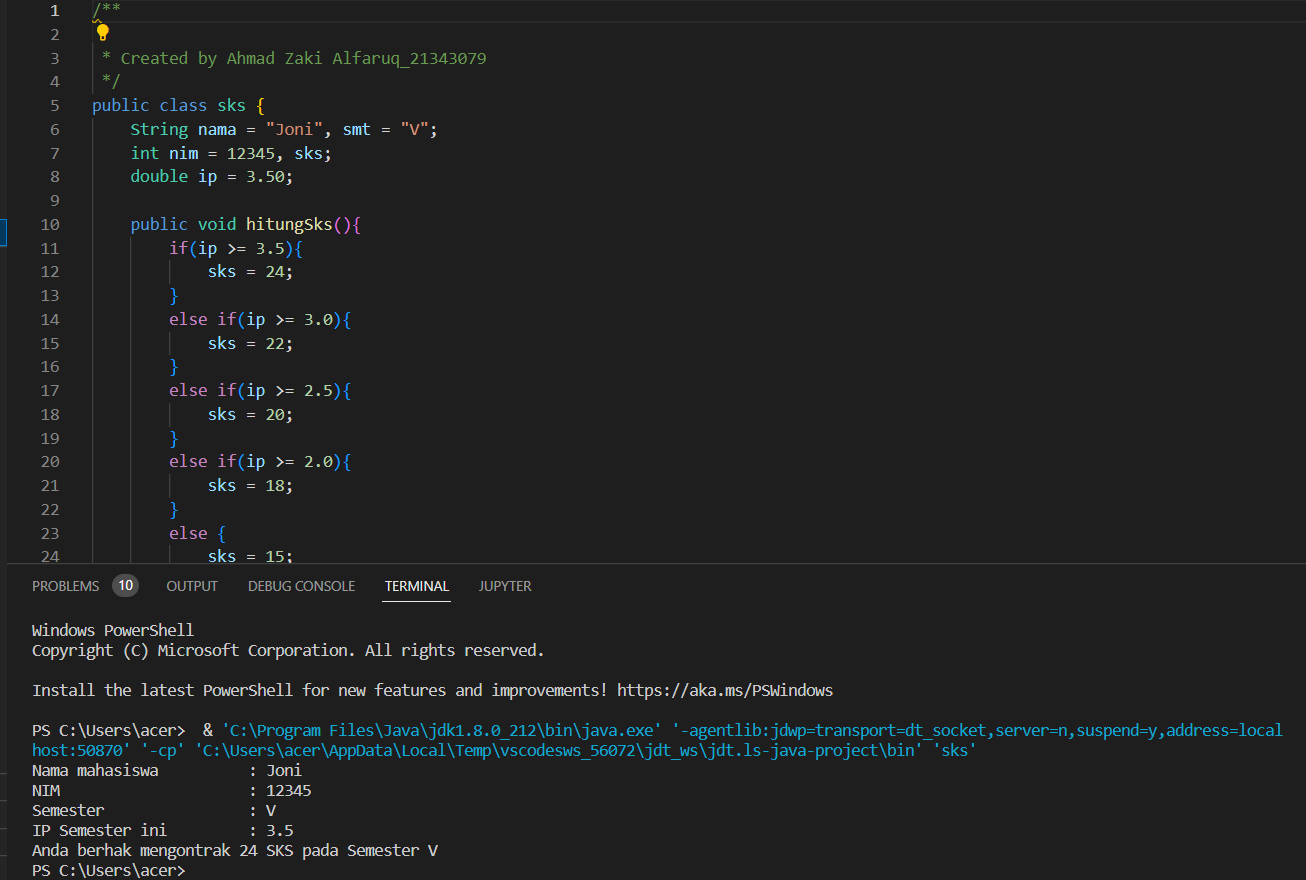 1 /**
2
3  * Created by Ahmad Zaki Alfaruq_21343079
4  */
5 public class sks {
6     String nama = "Joni", smt = "V";
7     int nim = 12345, sks;
8     double ip = 3.50;
9
10     public void hitungSks(){
11         if(ip >= 3.5){
12             sks = 24;
13         }
14         else if(ip >= 3.0){
15             sks = 22;
16         }
17         else if(ip >= 2.5){
18             sks = 20;
19         }
20         else if(ip >= 2.0){
21             sks = 18;
22         }
23         else {
24             sks = 15;
PROBLEMS 10 OUTPUT DEBUG CONSOLE TERMINAL JUPYTER
Windows PowerShell
Copyright (C) Microsoft Corporation. All rights reserved.
Install the latest PowerShell for new features and improvements! https://aka.ms/PSWindows
PS C:\Users\acer>  & 'C:\Program Files\Java\jdk1.8.0_212\bin\java.exe' '-agentlib:jdwp=transport=dt_socket,server=n,suspend=y,address=local
host:50870' '-cp' 'C:\Users\acer\AppData\Local\Temp\vscodesws_56072\jdt_ws\jdt.ls-java-project\bin' 'sks'
Nama mahasiswa          : Joni
NIM                     : 12345
Semester                : V
IP Semester ini         : 3.5
Anda berhak mengontrak 24 SKS pada Semester V
PS C:\Users\acer>